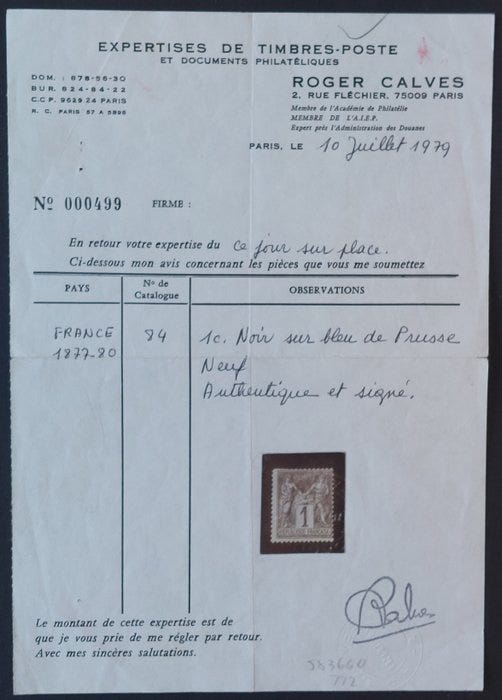 EXPERTISES DE TIMBRES-POSTE
ET DOCUMENTS PHILATÉLIQUES
DOM. : 878-56-30
BUR. 824-84-22
C.C.P. 9629 24 PARIS
R. C. PARIS 57 A 5898
ROGER CALVES
2, RUE FLÉCHIER, 75009 PARIS
Membre de l'Académie de Philatélie
MEMBRE DE L'A.I.E.P.
Expert près l'Administration des Douanes
PARIS, LE 10 Juillet 1979
Nº 000499 FIRME :
En retour votre expertise du ce jour sur place.
Ci-dessous mon avis concernant les pièces que vous me soumettez
PAYS
Nº de Catalogue
OBSERVATIONS
FRANCE 84 1c. Noir sur bleu de Prusse
1877-80 Neuf
Authentique et signé.
1
Le montant de cette expertise est de
que je vous prie de me régler par retour.
Avec mes sincères salutations.
Calves